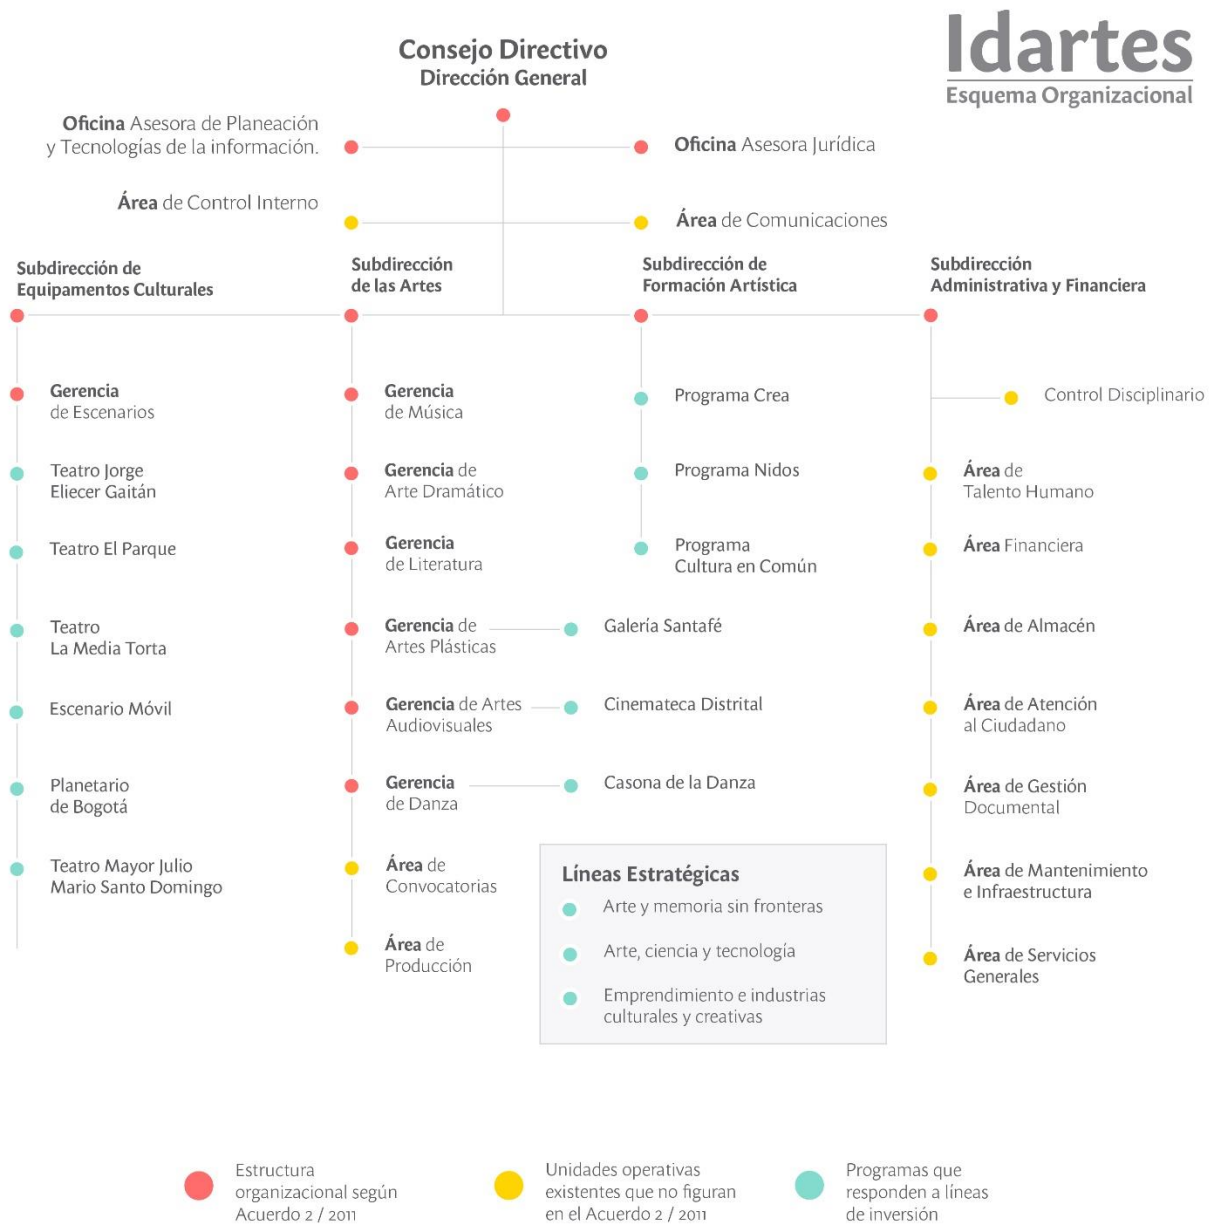 Idartes
Esquema Organizacional
Consejo Directivo
Dirección General
Oficina Asesora de Planeación
y Tecnologías de la información.
Oficina Asesora Jurídica
Área de Control Interno
Área de Comunicaciones
Subdirección de
Equipamentos Culturales
Gerencia
de Escenarios
Teatro Jorge
Eliecer Gaitán
Teatro El Parque
Teatro
La Media Torta
Escenario Móvil
Planetario
de Bogotá
Teatro Mayor Julio
Mario Santo Domingo
Subdirección
de las Artes
Gerencia
de Música
Gerencia de
Arte Dramático
Gerencia
de Literatura
Gerencia de
Artes Plásticas
Galería Santafé
Gerencia de Artes
Audiovisuales
Cinemateca Distrital
Gerencia
de Danza
Casona de la Danza
Área de
Convocatorias
Área de
Producción
Subdirección de
Formación Artística
Programa Crea
Programa Nidos
Programa
Cultura en Común
Subdirección
Administrativa y Financiera
Control Disciplinario
Área de
Talento Humano
Área Financiera
Área de Almacén
Área de Atención
al Ciudadano
Área de Gestión
Documental
Área de Mantenimiento
e Infraestructura
Área de Servicios
Generales
Líneas Estratégicas
Arte y memoria sin fronteras
Arte, ciencia y tecnología
Emprendimiento e industrias
culturales y creativas
Estructura
organizacional según
Acuerdo 2 / 2011
Unidades operativas
existentes que no figuran
en el Acuerdo 2 / 2011
Programas que
responden a líneas
de inversión